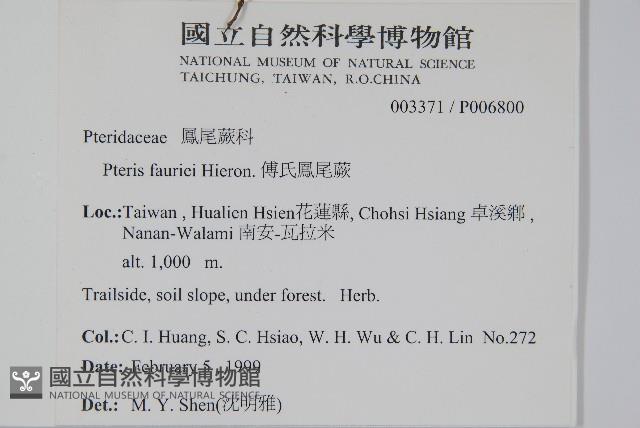 國立自然科學博物館
NATIONAL MUSEUM OF NATURAL SCIENCE
TAICHUNG, TAIWAN, R.O.CHINA
003371 / P006800
Pteridaceae 鳳尾蕨科
Pteris fauriei Hieron. 傅氏鳳尾蕨
Loc.:Taiwan , Hualien Hsien花蓮縣, Chohsi Hsiang 卓溪鄉 ,
Nanan-Walami 南安-瓦拉米
alt. 1,000 m.
Trailside, soil slope, under forest. Herb.
Col.:C. I. Huang, S. C. Hsiao, W. H. Wu & C. H. Lin No.272
Date: February 5, 1999
國立自然科學博物館
NATIONAL MUSEUM OF NATURAL SCIENCE
Det.: M. Y. Shen(沈明雅)